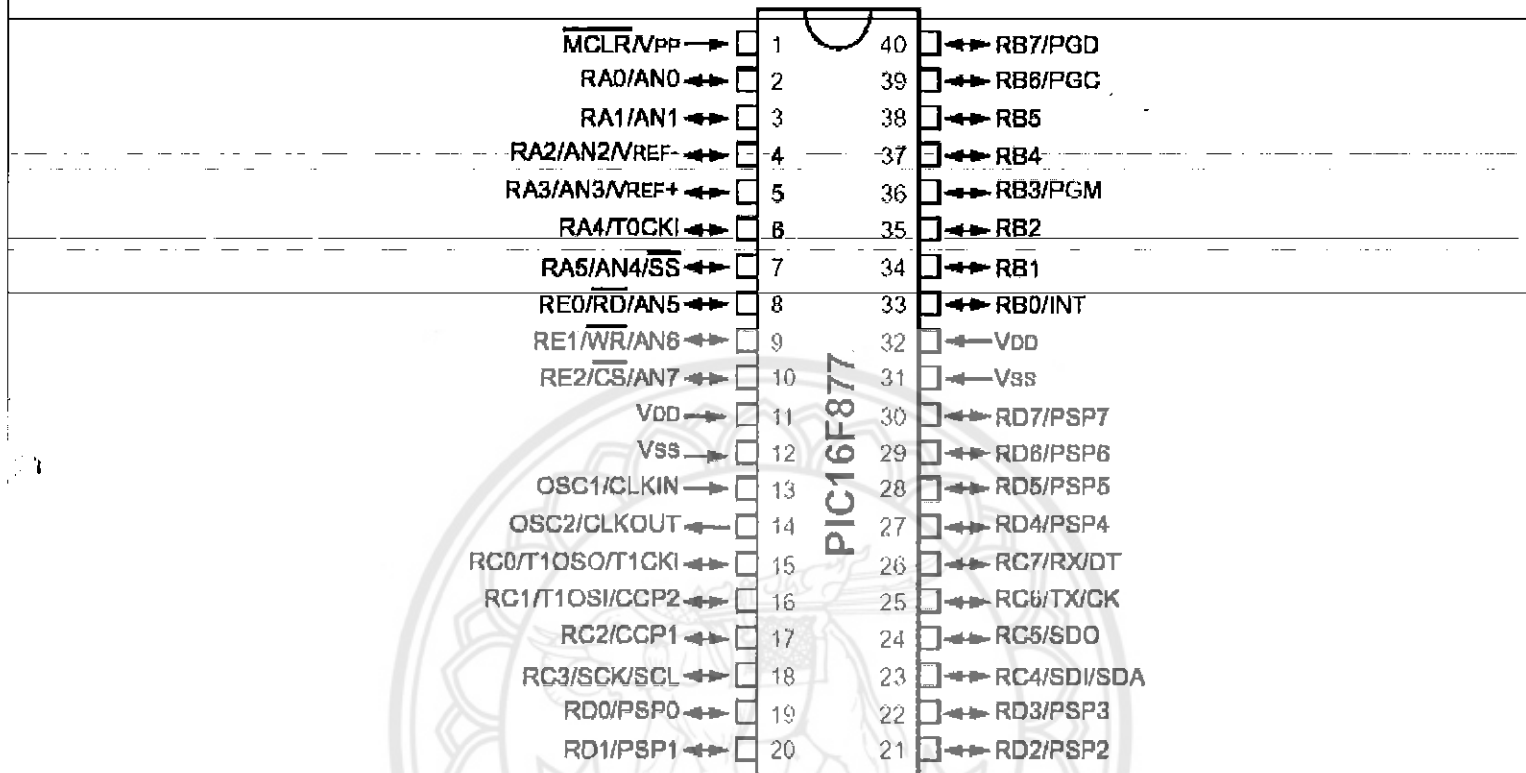 MCLR/VPP 1 40 RB7/PGD
RA0/AN0 2 39 RB6/PGC
RA1/AN1 3 38 RB5
RA2/AN2/VREF- 4 37 RB4
RA3/AN3/VREF+ 5 36 RB3/PGM
RA4/T0CKI 6 35 RB2
RA5/AN4/SS 7 34 RB1
RE0/RD/AN5 8 33 RB0/INT
RE1/WR/AN6 9 32 VDD
RE2/CS/AN7 10 31 VSS
VDD 11 30 RD7/PSP7
VSS 12 29 RD6/PSP6
OSC1/CLKIN 13 28 RD5/PSP5
OSC2/CLKOUT 14 27 RD4/PSP4
RC0/T1OSO/T1CKI 15 26 RC7/RX/DT
RC1/T1OSI/CCP2 16 25 RC6/TX/CK
RC2/CCP1 17 24 RC5/SDO
RC3/SCK/SCL 18 23 RC4/SDI/SDA
RD0/PSP0 19 22 RD3/PSP3
RD1/PSP1 20 21 RD2/PSP2
PIC16F877